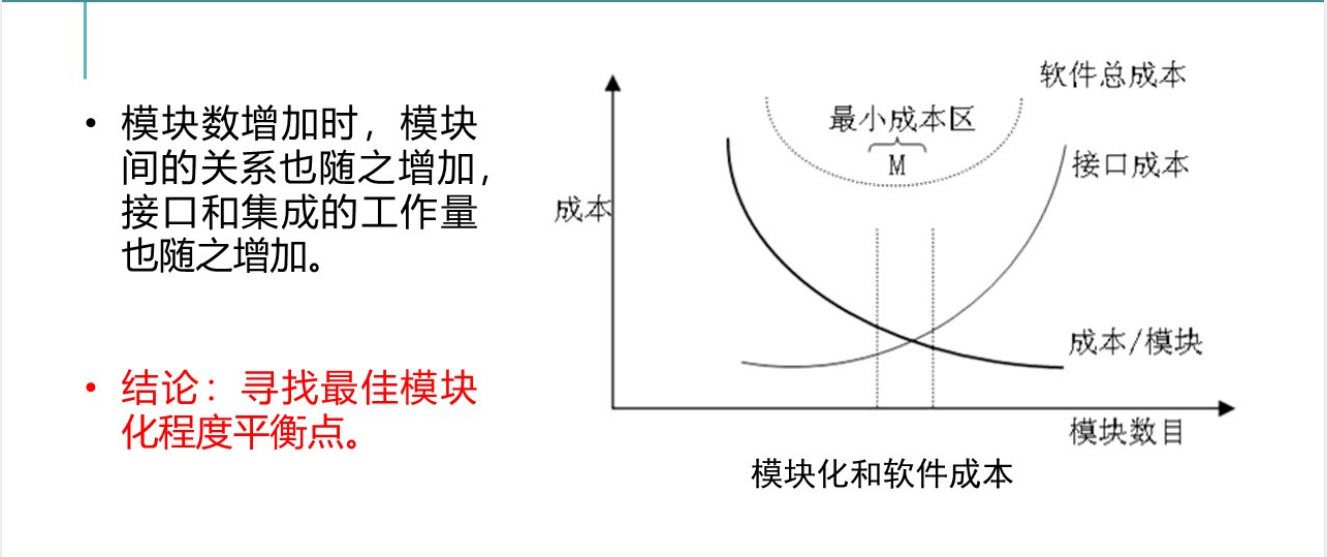 • 模块数增加时，模块
间的关系也随之增加，
接口和集成的工作量
也随之增加。
• 结论：寻找最佳模块
化程度平衡点。
软件总成本
最小成本区
M
接口成本
成本
成本/模块
模块数目
模块化和软件成本